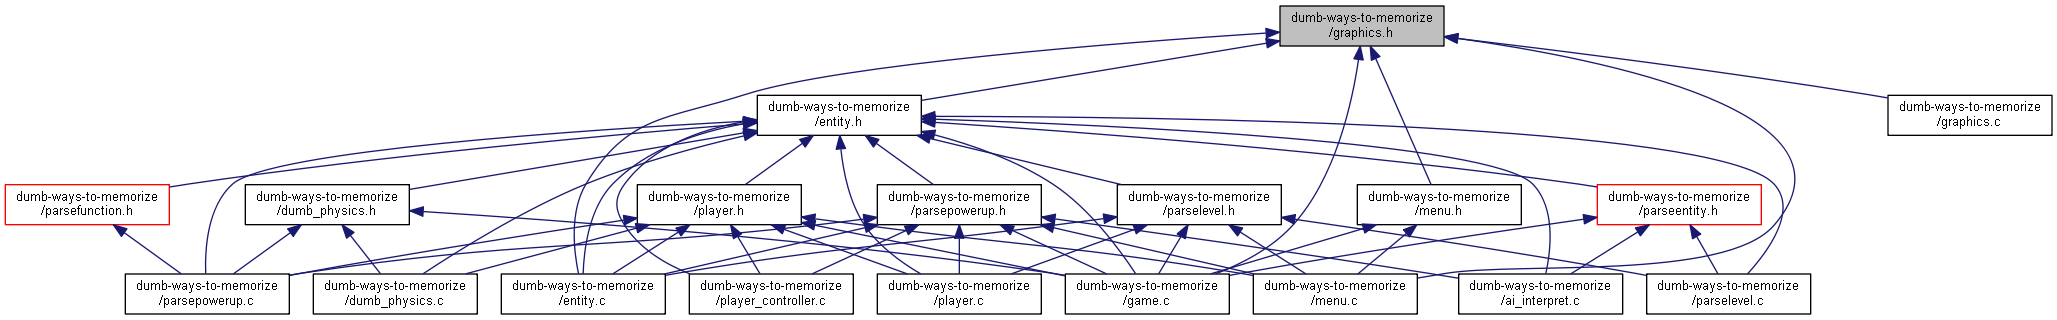 dumb-ways-to-memorize
/graphics.h
dumb-ways-to-memorize
/entity.h
dumb-ways-to-memorize
/graphics.c
dumb-ways-to-memorize
/parsefunction.h
dumb-ways-to-memorize
/dumb_physics.h
dumb-ways-to-memorize
/player.h
dumb-ways-to-memorize
/parsepowerup.h
dumb-ways-to-memorize
/parselevel.h
dumb-ways-to-memorize
/menu.h
dumb-ways-to-memorize
/parseentity.h
dumb-ways-to-memorize
/parsepowerup.c
dumb-ways-to-memorize
/dumb_physics.c
dumb-ways-to-memorize
/entity.c
dumb-ways-to-memorize
/player_controller.c
dumb-ways-to-memorize
/player.c
dumb-ways-to-memorize
/game.c
dumb-ways-to-memorize
/menu.c
dumb-ways-to-memorize
/ai_interpret.c
dumb-ways-to-memorize
/parselevel.c